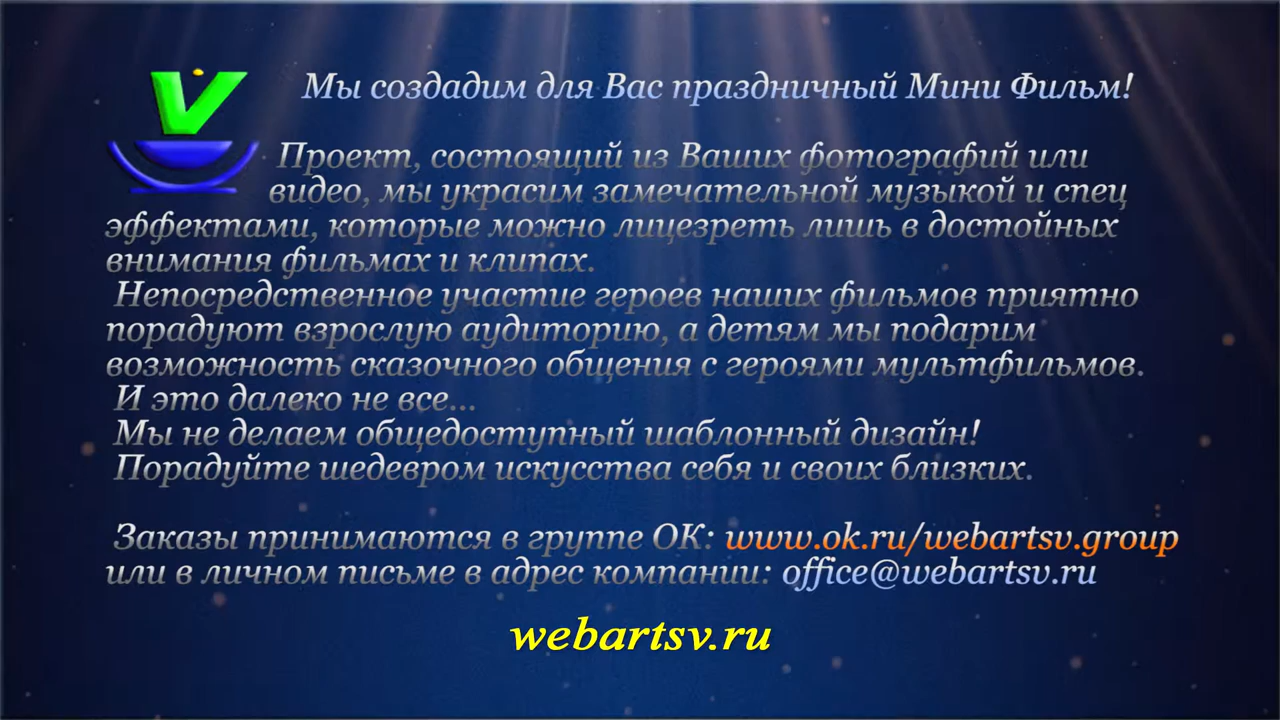 Мы создадим для Вас праздничный Мини Фильм!
Проект, состоящий из Ваших фотографий или
видео, мы украсим замечательной музыкой и спец
эффектами, которые можно лицезреть лишь в достойных
внимания фильмах и клипах.
Непосредственное участие героев наших фильмов приятно
порадуют взрослую аудиторию, а детям мы подарим
возможность сказочного общения с героями мультфильмов.
И это далеко не все...
Мы не делаем общедоступный шаблонный дизайн!
Порадуйте шедевром искусства себя и своих близких.
Заказы принимаются в группе ОК: www.ok.ru/webartsv.group
или в личном письме в адрес компании: office@webartsv.ru
webartsv.ru